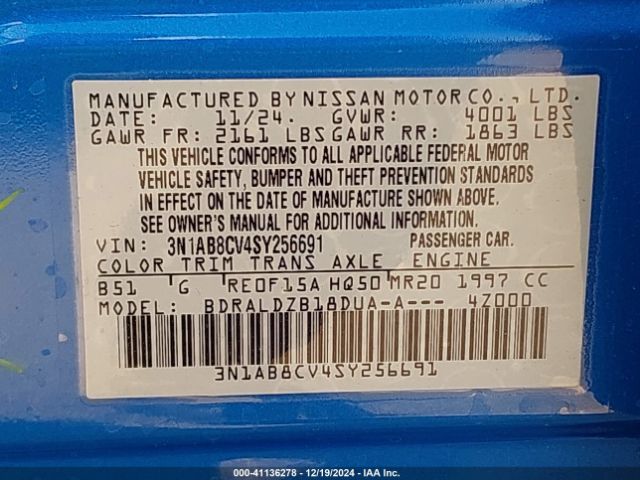 MANUFACTURED BY NISSAN MOTOR CO., LTD.
DATE: 11/24. GVWR: 4001 LBS
GAWR FR: 2161 LBS GAWR RR: 1863 LBS
THIS VEHICLE CONFORMS TO ALL APPLICABLE FEDERAL MOTOR
VEHICLE SAFETY, BUMPER AND THEFT PREVENTION STANDARDS
IN EFFECT ON THE DATE OF MANUFACTURE SHOWN ABOVE.
SEE OWNER'S MANUAL FOR ADDITIONAL INFORMATION.
VIN: 3N1AB8CV4SY256691 PASSENGER CAR.
COLOR TRIM TRANS AXLE ENGINE
B51 G RE0F15A HQ50 MR20 1997 CC
MODEL: BDRALDZB18DUA-A--- 4Z000
3N1AB8CV4SY256691
000-41136278 - 12/19/2024 - IAA Inc.